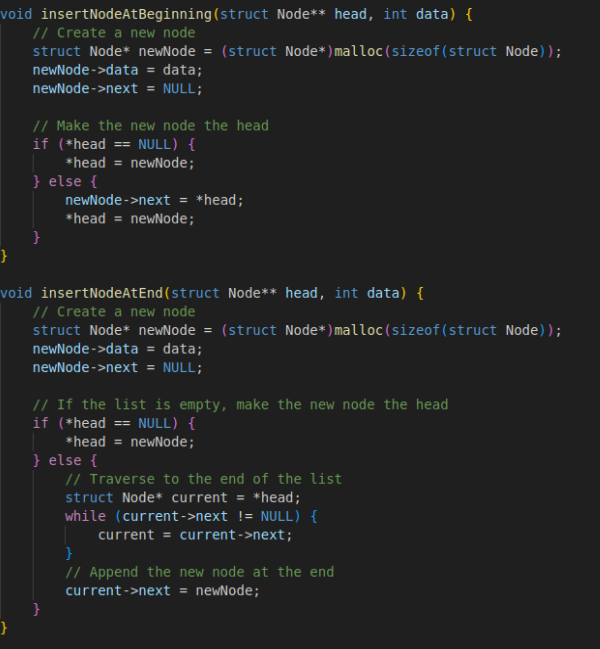 void insertNodeAtBeginning(struct Node** head, int data) {
    // Create a new node
    struct Node* newNode = (struct Node*)malloc(sizeof(struct Node));
    newNode->data = data;
    newNode->next = NULL;

    // Make the new node the head
    if (*head == NULL) {
        *head = newNode;
    } else {
        newNode->next = *head;
        *head = newNode;
    }
}

void insertNodeAtEnd(struct Node** head, int data) {
    // Create a new node
    struct Node* newNode = (struct Node*)malloc(sizeof(struct Node));
    newNode->data = data;
    newNode->next = NULL;

    // If the list is empty, make the new node the head
    if (*head == NULL) {
        *head = newNode;
    } else {
        // Traverse to the end of the list
        struct Node* current = *head;
        while (current->next != NULL) {
            current = current->next;
        }
        // Append the new node at the end
        current->next = newNode;
    }
}